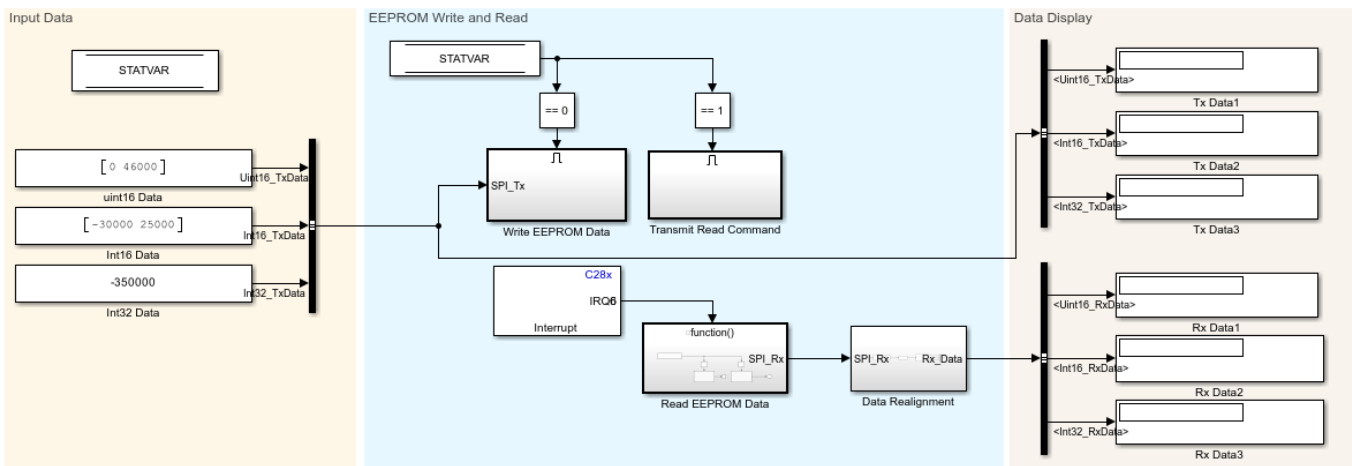 Input Data
STATVAR
[ 0 46000 ]
Uint16_TxData
uint16 Data
[ -30000 25000 ]
Int16_TxData
Int16 Data
-350000
Int32_TxData
Int32 Data
EEPROM Write and Read
STATVAR
== 0
== 1
SPI_Tx
Write EEPROM Data
Transmit Read Command
C28x
Interrupt
function()
SPI_Rx
Read EEPROM Data
SPI_Rx
Rx_Data
Data Realignment
Data Display
<Uint16_TxData>
Tx Data1
<Int16_TxData>
Tx Data2
<Int32_TxData>
Tx Data3
<Uint16_RxData>
Rx Data1
<Int16_RxData>
Rx Data2
<Int32_RxData>
Rx Data3